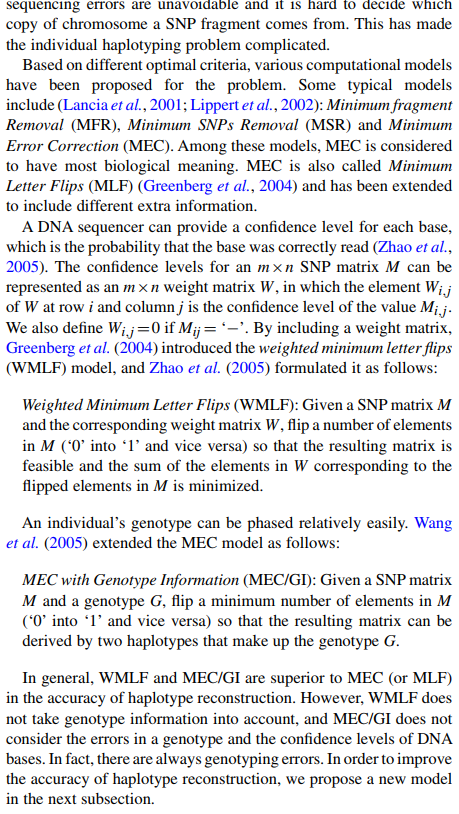 sequencing errors are unavoidable and it is hard to decide which
copy of chromosome a SNP fragment comes from. This has made
the individual haplotyping problem complicated.
Based on different optimal criteria, various computational models
have been proposed for the problem. Some typical models
include (Lancia et al., 2001; Lippert et al., 2002): Minimum fragment
Removal (MFR), Minimum SNPs Removal (MSR) and Minimum
Error Correction (MEC). Among these models, MEC is considered
to have most biological meaning. MEC is also called Minimum
Letter Flips (MLF) (Greenberg et al., 2004) and has been extended
to include different extra information.
A DNA sequencer can provide a confidence level for each base,
which is the probability that the base was correctly read (Zhao et al.,
2005). The confidence levels for an m×n SNP matrix M can be
represented as an m×n weight matrix W, in which the element Wi,j
of W at row i and column j is the confidence level of the value Mi,j.
We also define Wi,j=0 if Mij= ‘−’. By including a weight matrix,
Greenberg et al. (2004) introduced the weighted minimum letter flips
(WMLF) model, and Zhao et al. (2005) formulated it as follows:
Weighted Minimum Letter Flips (WMLF): Given a SNP matrix M
and the corresponding weight matrix W, flip a number of elements
in M (‘0’ into ‘1’ and vice versa) so that the resulting matrix is
feasible and the sum of the elements in W corresponding to the
flipped elements in M is minimized.
An individual’s genotype can be phased relatively easily. Wang
et al. (2005) extended the MEC model as follows:
MEC with Genotype Information (MEC/GI): Given a SNP matrix
M and a genotype G, flip a minimum number of elements in M
(‘0’ into ‘1’ and vice versa) so that the resulting matrix can be
derived by two haplotypes that make up the genotype G.
In general, WMLF and MEC/GI are superior to MEC (or MLF)
in the accuracy of haplotype reconstruction. However, WMLF does
not take genotype information into account, and MEC/GI does not
consider the errors in a genotype and the confidence levels of DNA
bases. In fact, there are always genotyping errors. In order to improve
the accuracy of haplotype reconstruction, we propose a new model
in the next subsection.